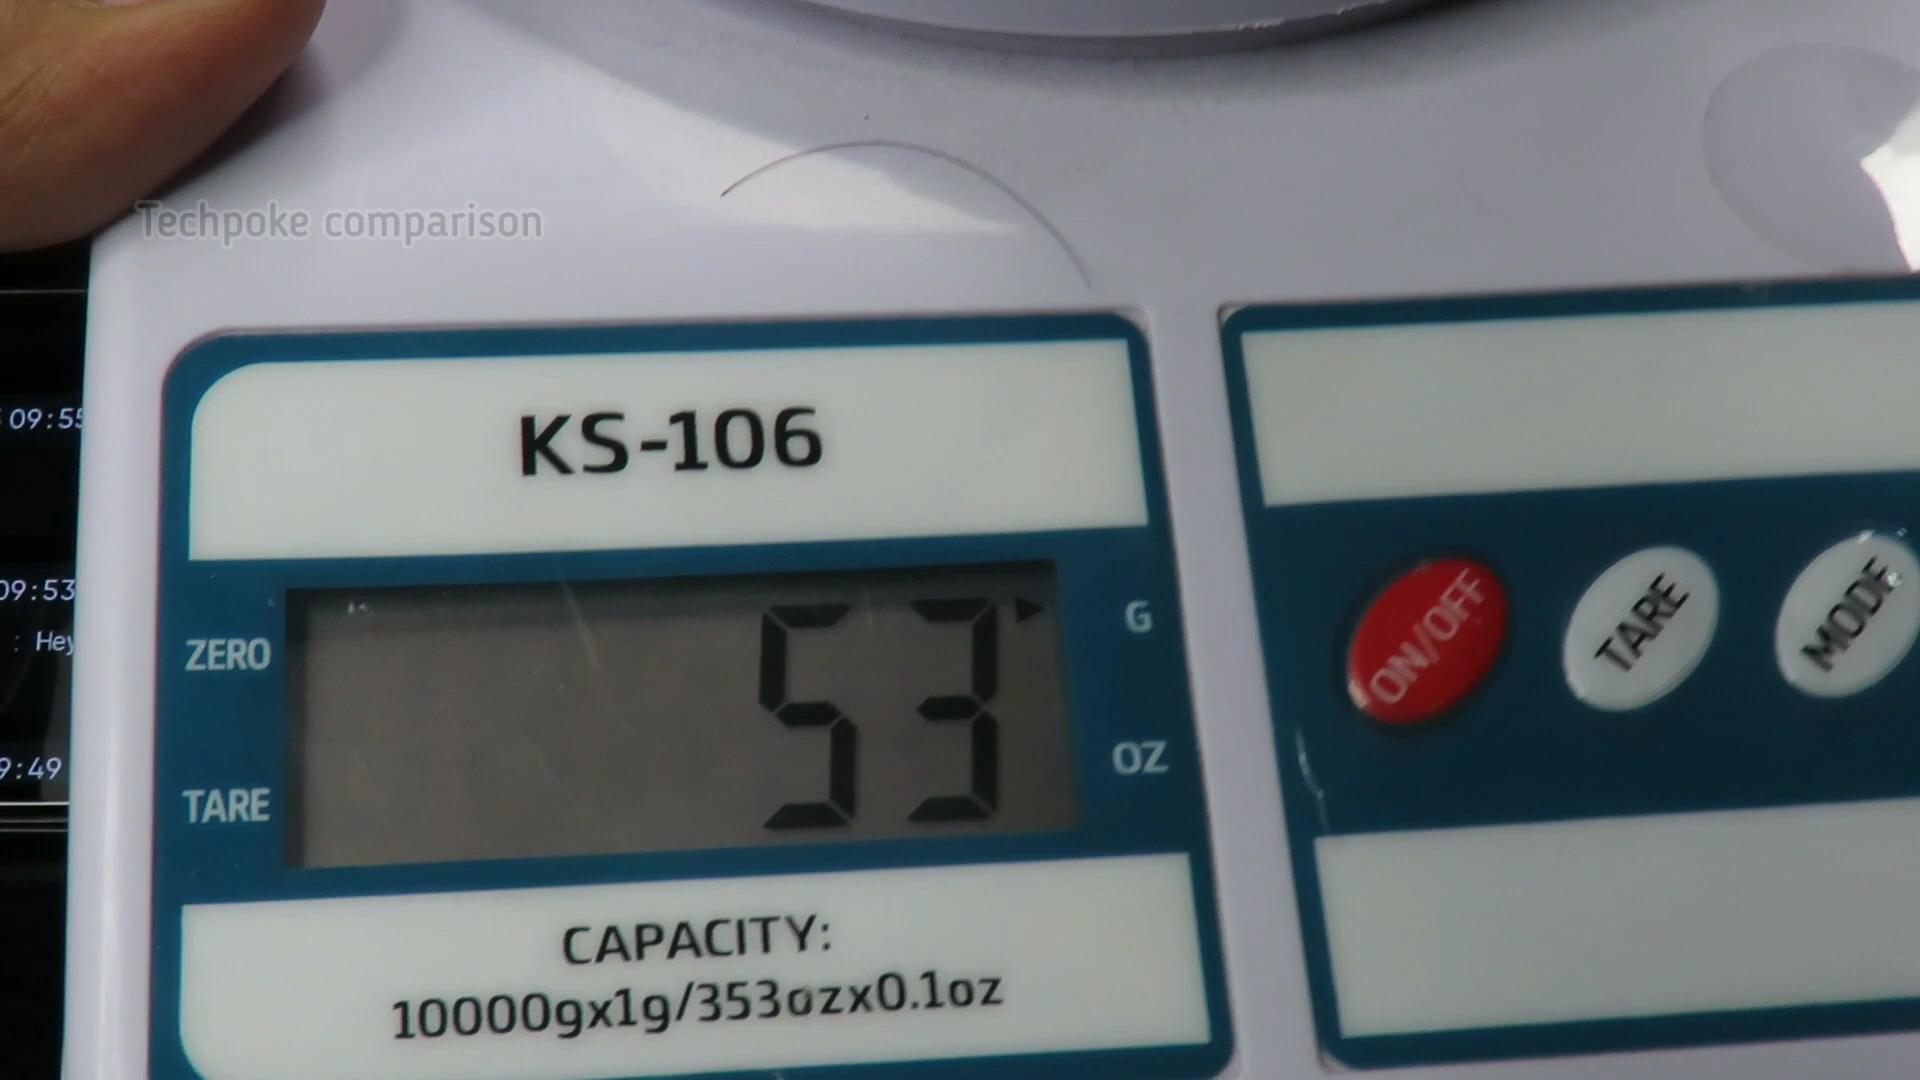 Techpoke comparison
09:55
KS-106
09:53
: Hey
ZERO
53
G
ON/OFF
TARE
MODE
9:49
TARE
OZ
CAPACITY:
10000gx1g/353ozx0.1oz